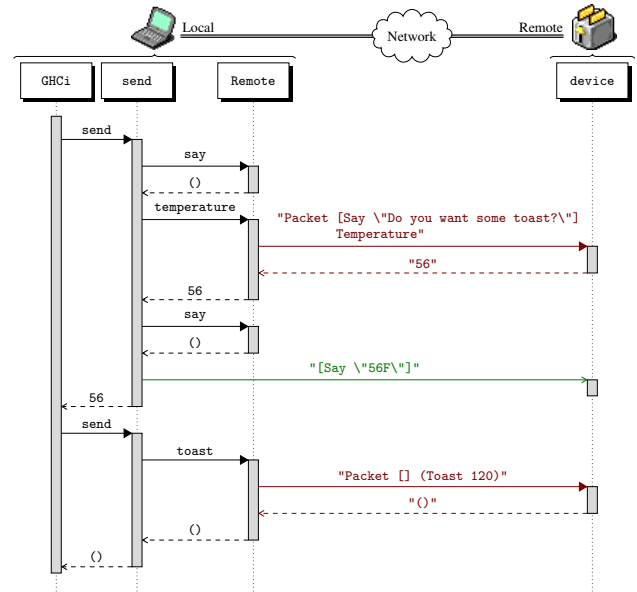 Local
Network
Remote
GHCi
send
Remote
device
send
say
()
temperature
"Packet [Say \"Do you want some toast?\"]
Temperature"
"56"
56
say
()
"[Say \"56F\"]"
56
send
toast
"Packet [] (Toast 120)"
"()"
()
()